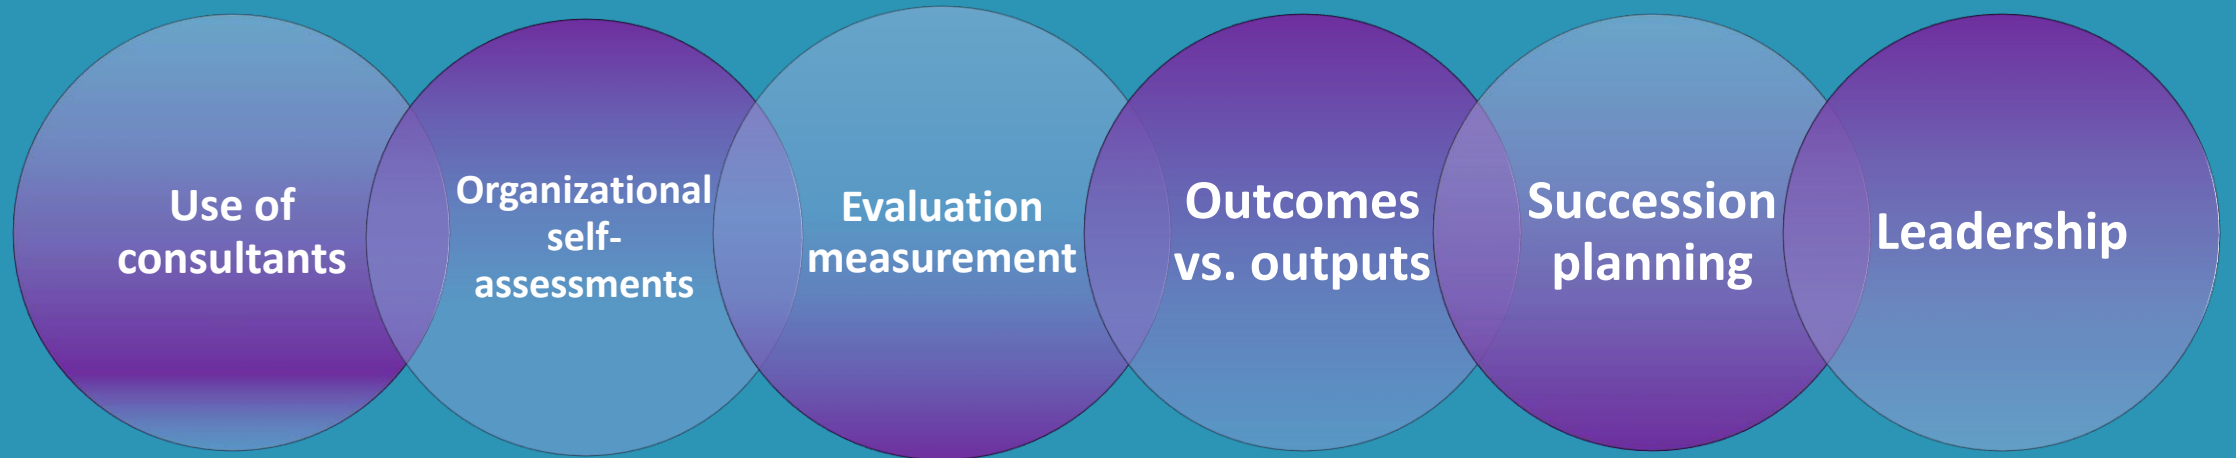 Use of
consultants
Organizational
self-
assessments
Evaluation
measurement
Outcomes
vs. outputs
Succession
planning
Leadership